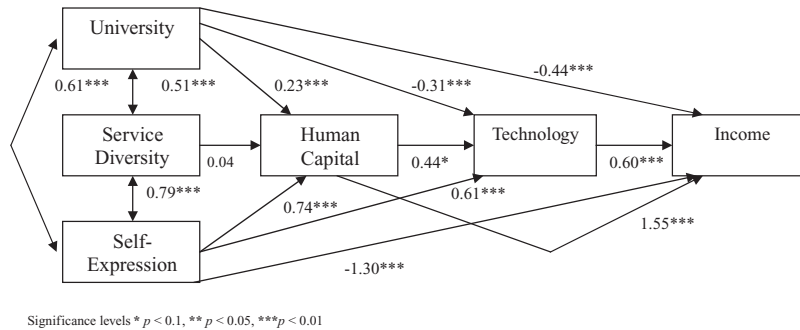 University
-0.44***
0.61***
0.51***
0.23***
-0.31***
Service
Diversity
Human
Capital
Technology
Income
0.04
0.44*
0.60***
0.79***
0.74***
0.61***
1.55***
Self-
Expression
-1.30***
Significance levels * p < 0.1, ** p < 0.05, ***p < 0.01